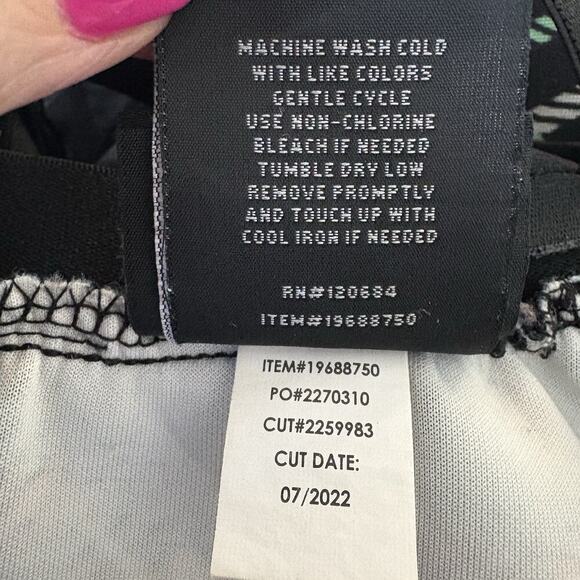 MACHINE WASH COLD
WITH LIKE COLORS
GENTLE CYCLE
USE NON-CHLORINE
BLEACH IF NEEDED
TUMBLE DRY LOW
REMOVE PROMPTLY
AND TOUCH UP WITH
COOL IRON IF NEEDED
RN#120684
ITEM#19688750
ITEM#19688750
PO#2270310
CUT#2259983
CUT DATE:
07/2022